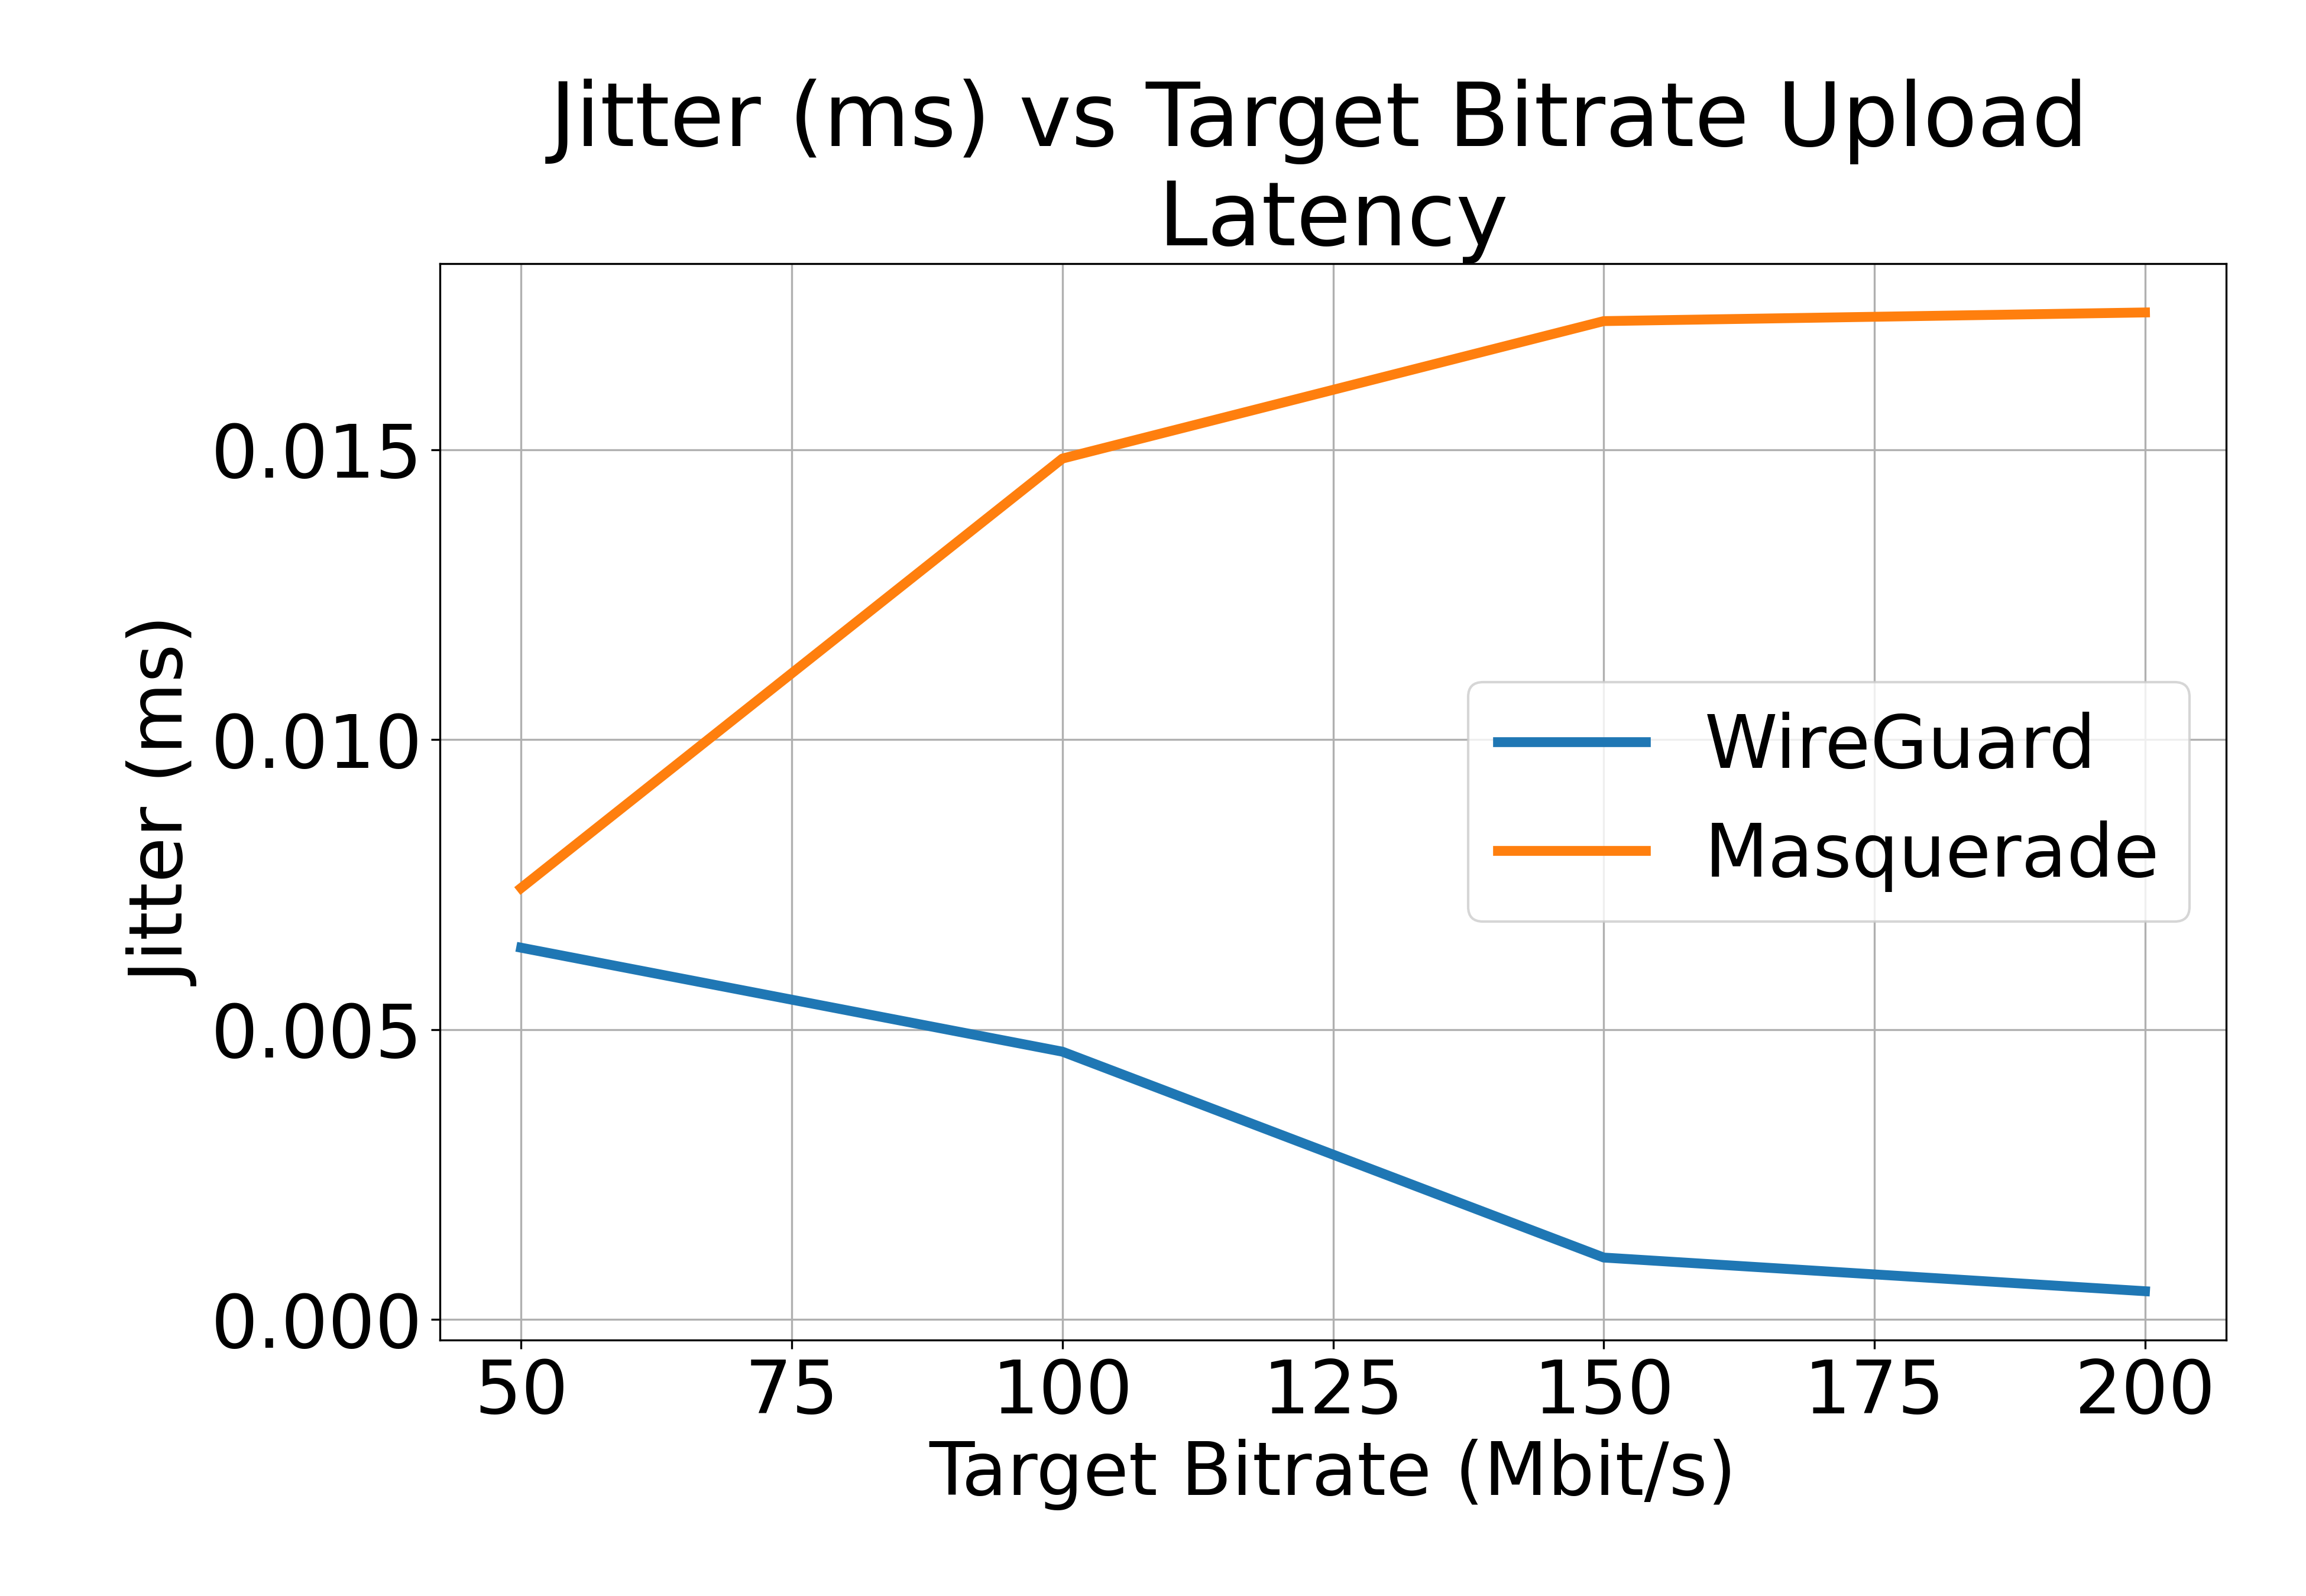 Jitter (ms) vs Target Bitrate Upload
Latency
Jitter (ms)
0.015
0.010
0.005
0.000
WireGuard
Masquerade
50 75 100 125 150 175 200
Target Bitrate (Mbit/s)